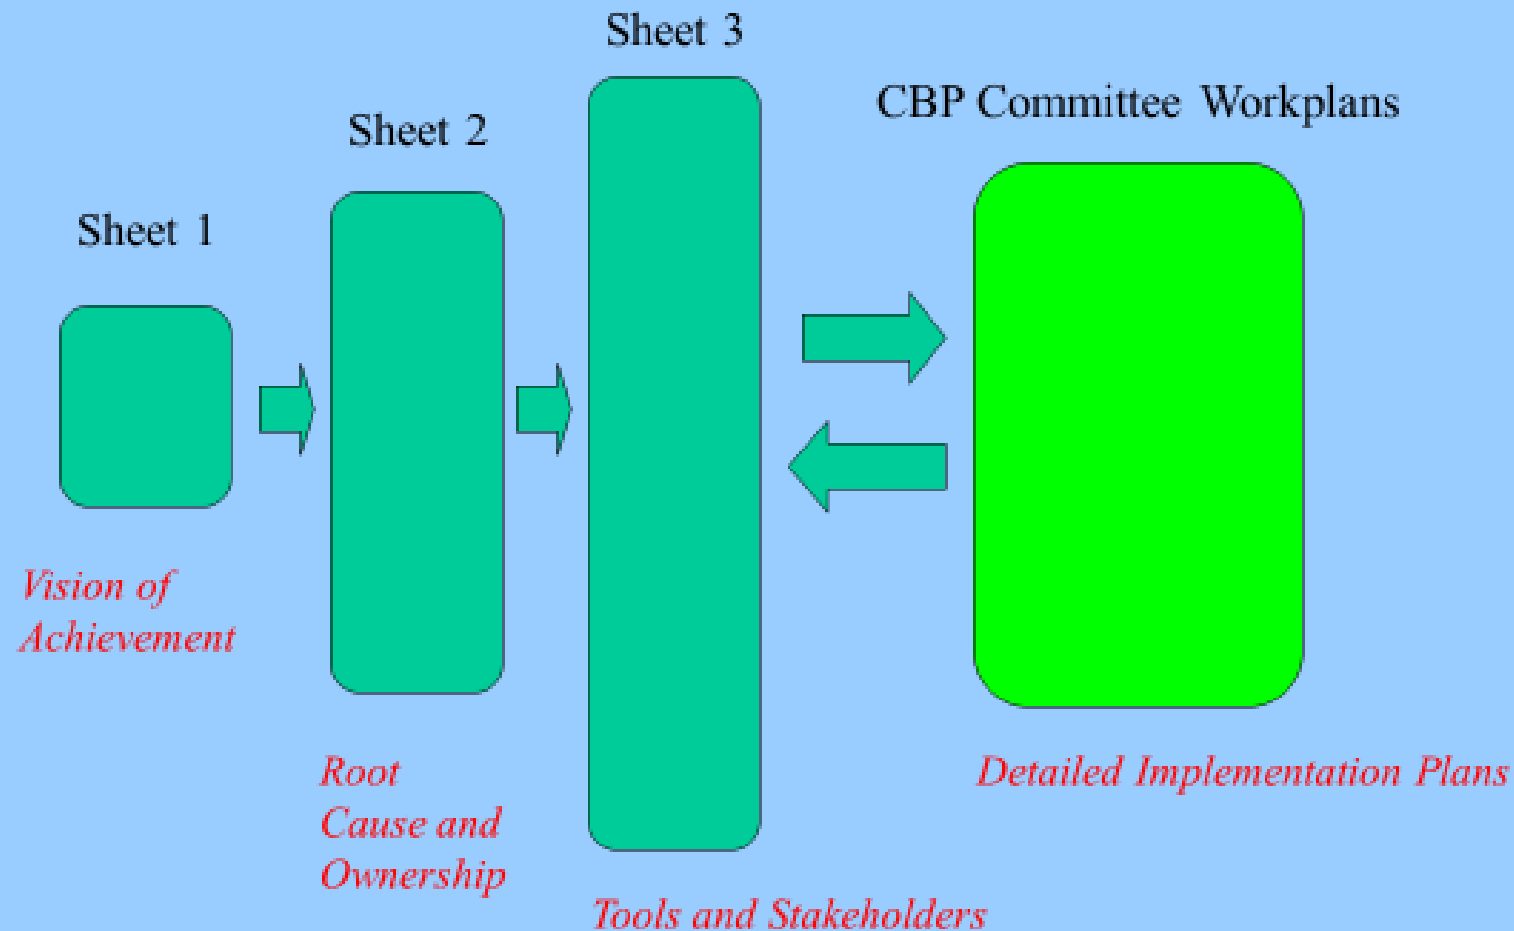 Sheet 3
CBP Committee Workplans
Sheet 2
Sheet 1
Vision of
Achievement
Root
Cause and
Ownership
Detailed Implementation Plans
Tools and Stakeholders